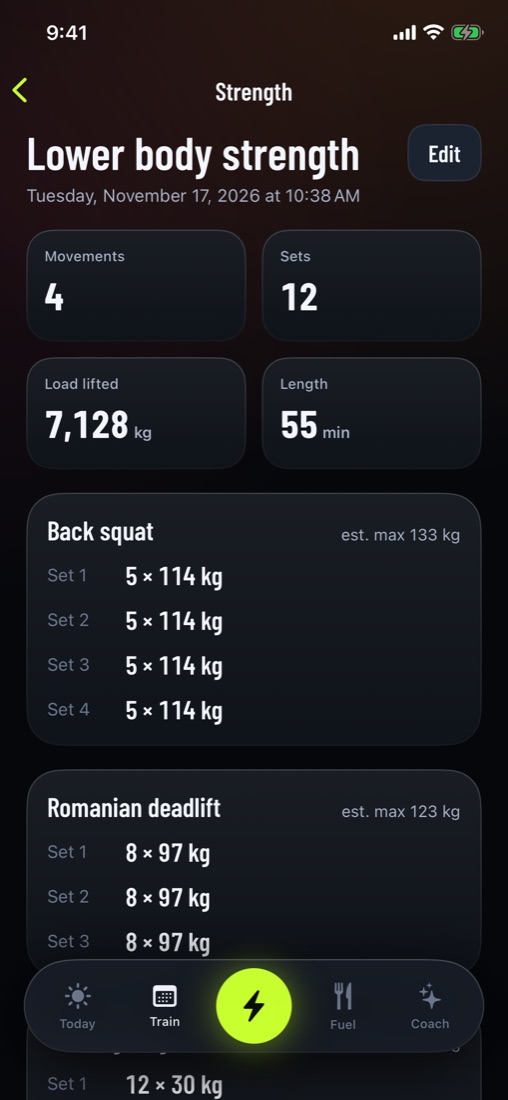 9:41
Strength
Lower body strength
Edit
Tuesday, November 17, 2026 at 10:38 AM
Movements
4
Sets
12
Load lifted
7,128 kg
Length
55 min
Back squat
est. max 133 kg
Set 1 5 × 114 kg
Set 2 5 × 114 kg
Set 3 5 × 114 kg
Set 4 5 × 114 kg
Romanian deadlift
est. max 123 kg
Set 1 8 × 97 kg
Set 2 8 × 97 kg
Set 3 8 × 97 kg
Today
Train
Fuel
Coach
Set 1 12 × 30 kg